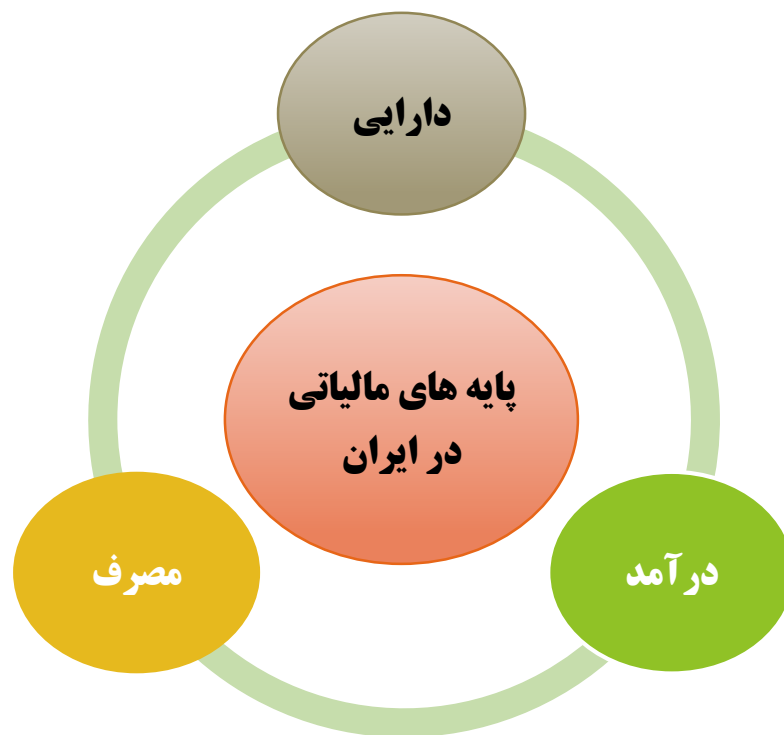 دارایی
پایه های مالیاتی
در ایران
درآمد
مصرف